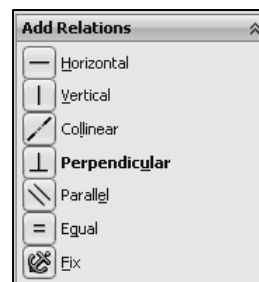 Add Relations
Horizontal
Vertical
Collinear
Perpendicular
Parallel
Equal
Fix